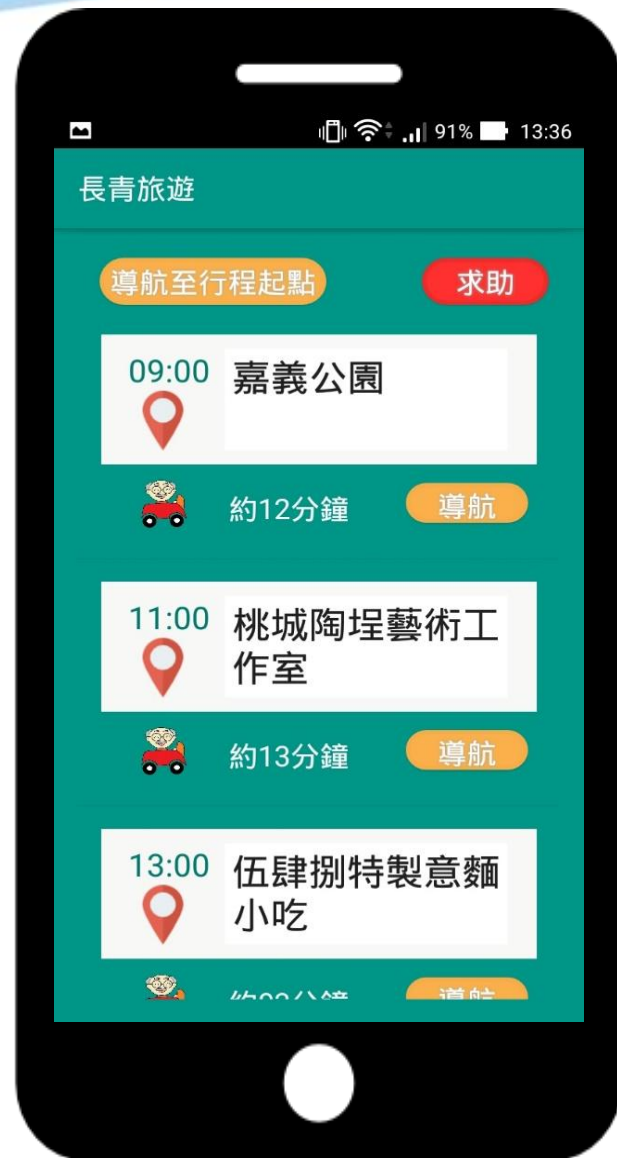 91% 13:36
長青旅遊
導航至行程起點 求助
09:00 嘉義公園
約12分鐘 導航
11:00 桃城陶埕藝術工
作室
約13分鐘 導航
13:00 伍肆捌特製意麵
小吃
導航